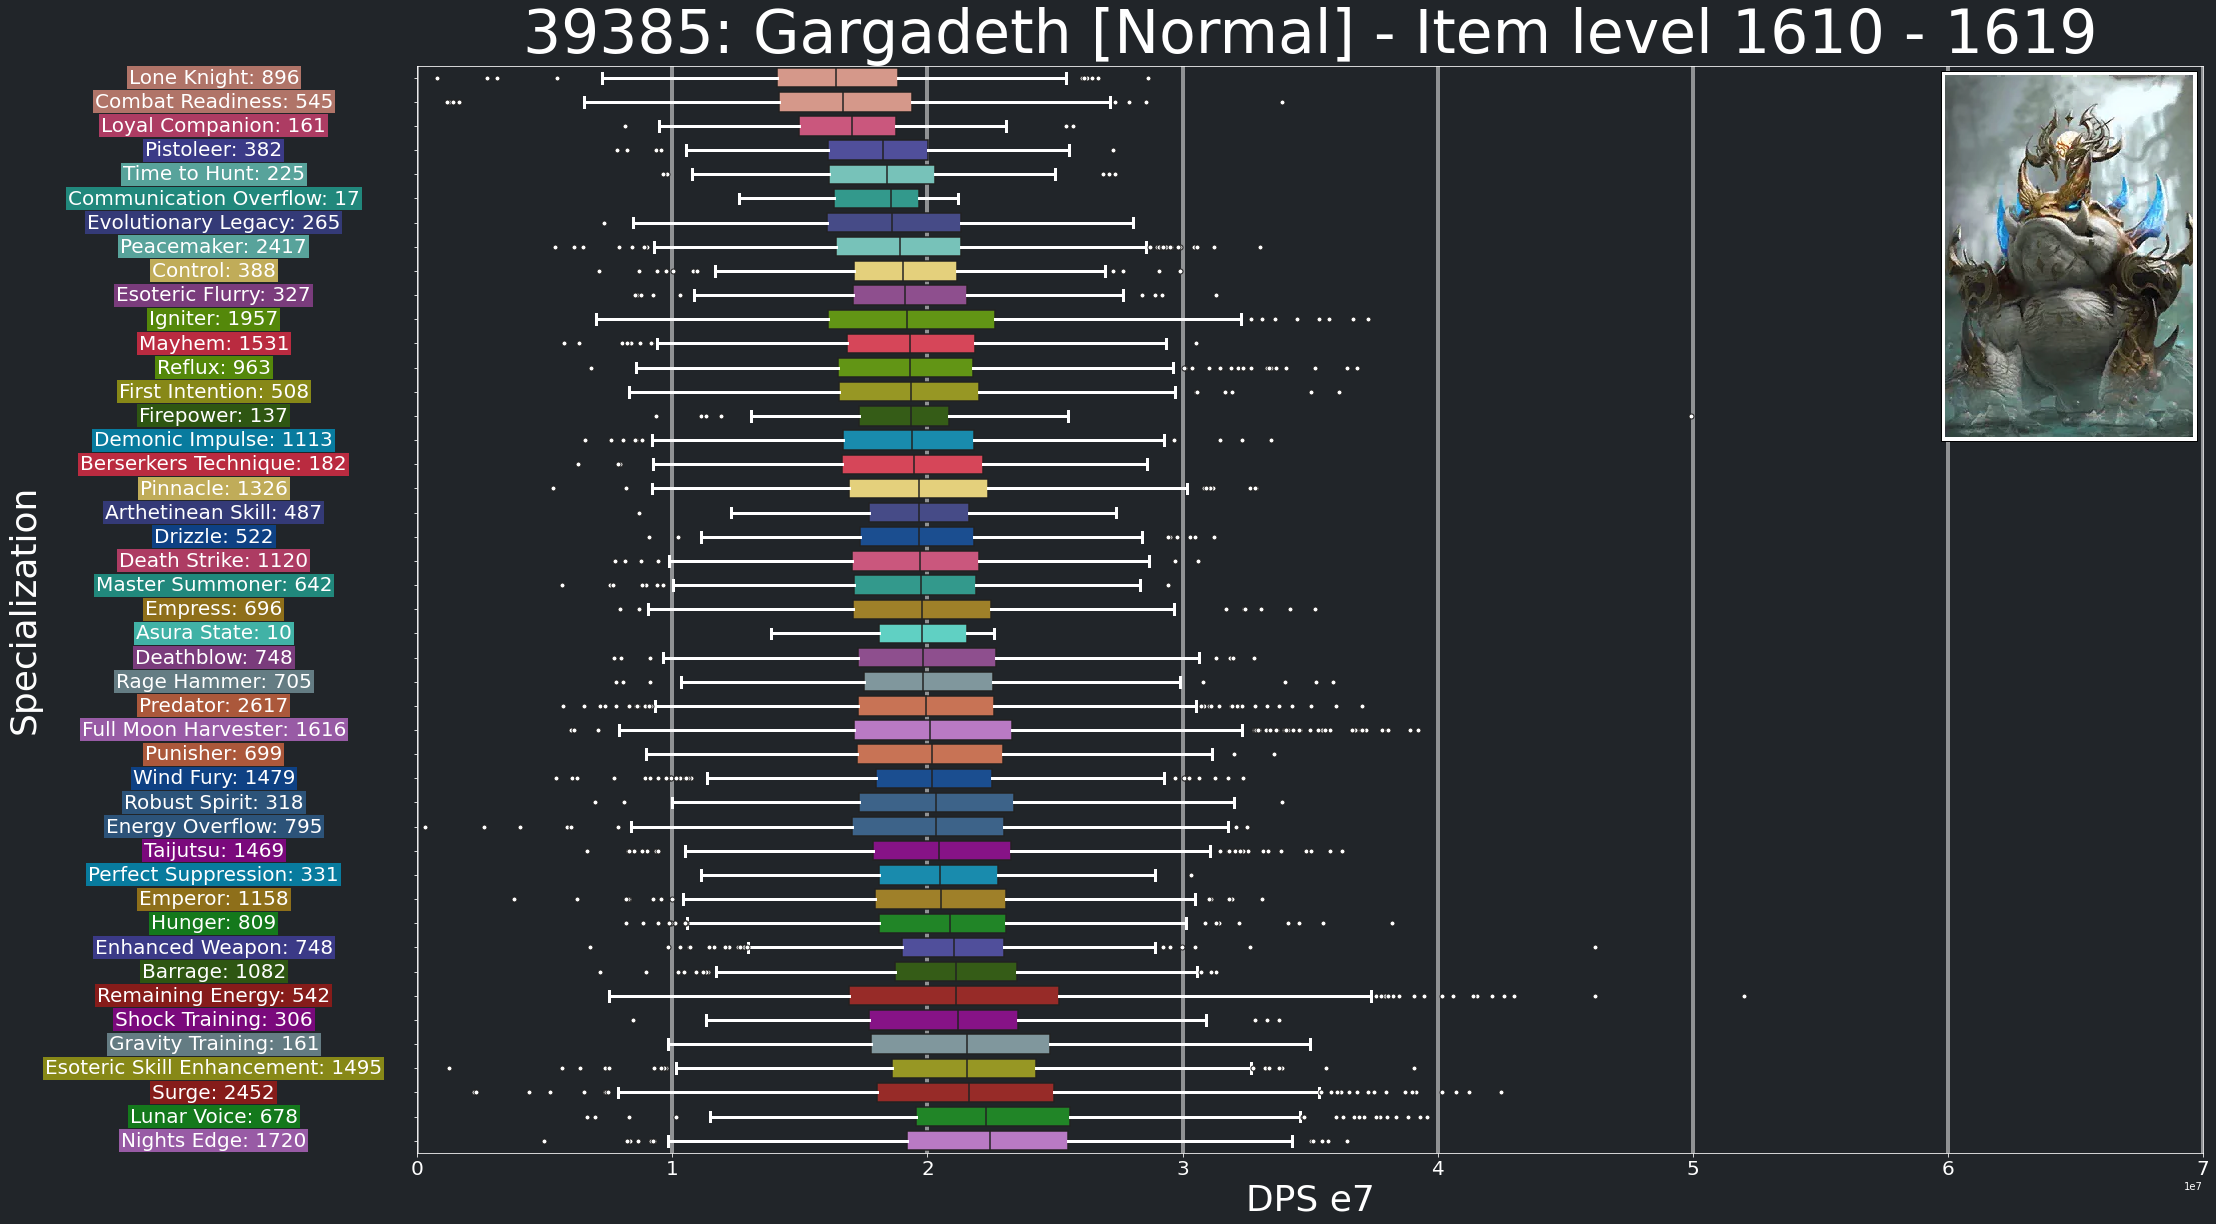 39385: Gargadeth [Normal] - Item level 1610 - 1619
Specialization
Lone Knight: 896
Combat Readiness: 545
Loyal Companion: 161
Pistoleer: 382
Time to Hunt: 225
Communication Overflow: 17
Evolutionary Legacy: 265
Peacemaker: 2417
Control: 388
Esoteric Flurry: 327
Igniter: 1957
Mayhem: 1531
Reflux: 963
First Intention: 508
Firepower: 137
Demonic Impulse: 1113
Berserkers Technique: 182
Pinnacle: 1326
Arthetinean Skill: 487
Drizzle: 522
Death Strike: 1120
Master Summoner: 642
Empress: 696
Asura State: 10
Deathblow: 748
Rage Hammer: 705
Predator: 2617
Full Moon Harvester: 1616
Punisher: 699
Wind Fury: 1479
Robust Spirit: 318
Energy Overflow: 795
Taijutsu: 1469
Perfect Suppression: 331
Emperor: 1158
Hunger: 809
Enhanced Weapon: 748
Barrage: 1082
Remaining Energy: 542
Shock Training: 306
Gravity Training: 161
Esoteric Skill Enhancement: 1495
Surge: 2452
Lunar Voice: 678
Nights Edge: 1720
0 1 2 3 4 5 6 7
1e7
DPS e7